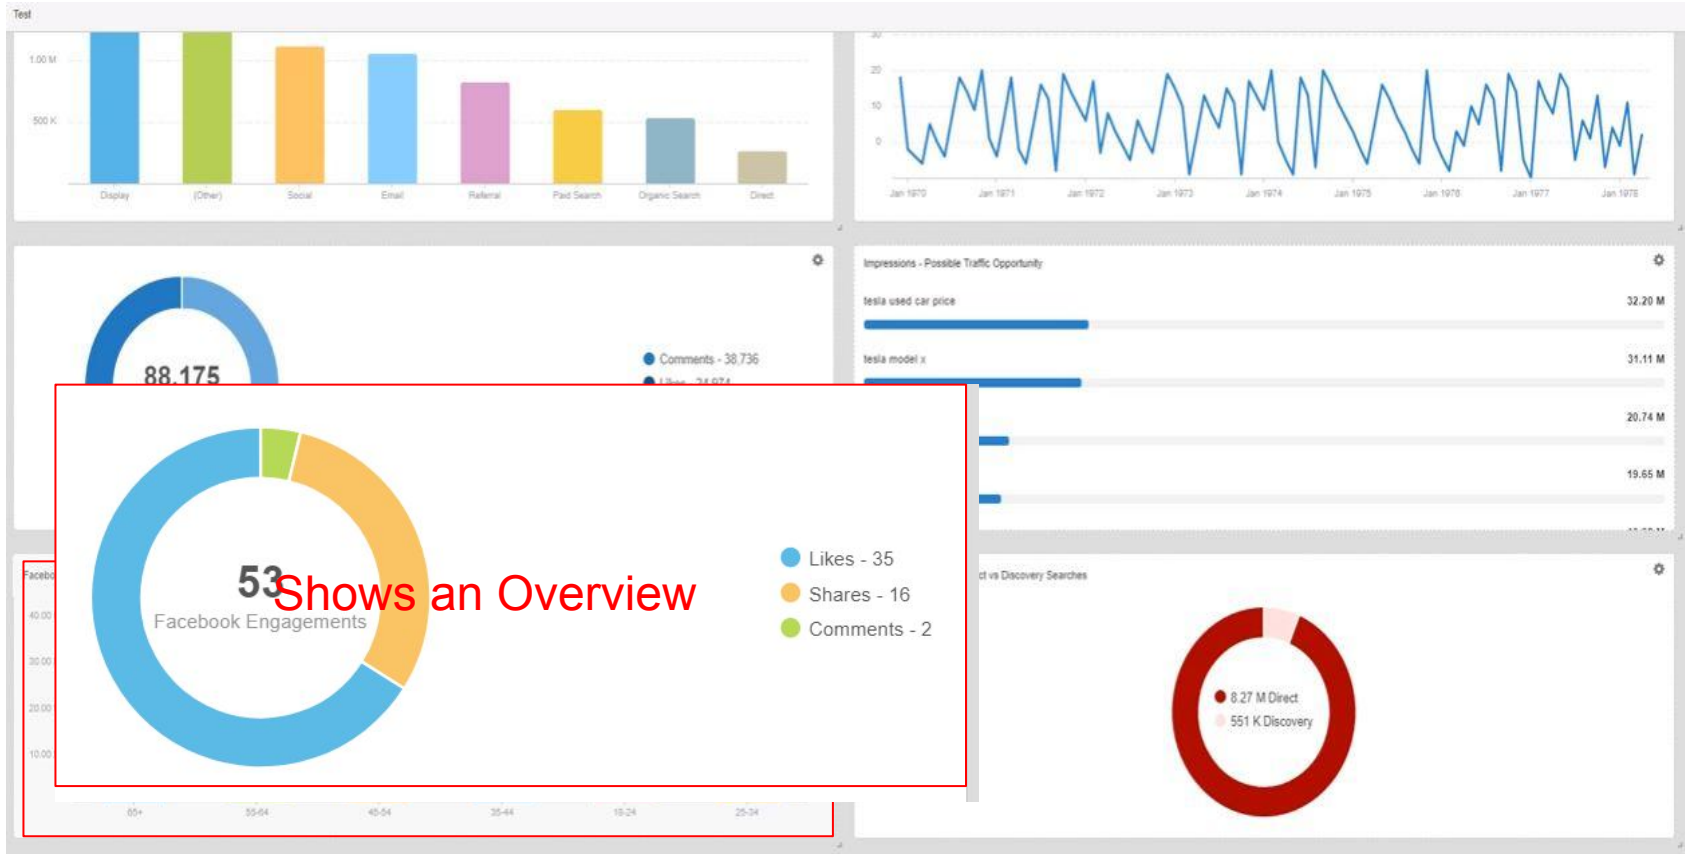 Test
1.00 M
500 K
Display (Other) Social Email Referral Paid Search Organic Search Direct
30
20
10
0
Jan 1970 Jan 1971 Jan 1972 Jan 1973 Jan 1974 Jan 1975 Jan 1976 Jan 1977 Jan 1978
88,175
Comments - 38,736
Likes - 24,974
Impressions - Possible Traffic Opportunity
tesla used car price 32.20 M
tesla model x 31.11 M
20.74 M
19.65 M
53
Facebook Engagements
Shows an Overview
Likes - 35
Shares - 16
Comments - 2
40.00
30.00
20.00
10.00
65+ 55-64 45-54 35-44 18-24 25-34
vs Discovery Searches
8.27 M Direct
551 K Discovery